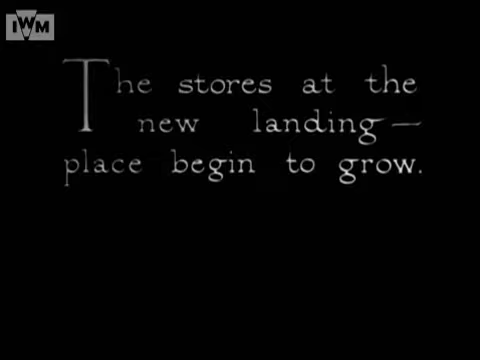 IWM
The stores at the
new landing—
place begin to grow.